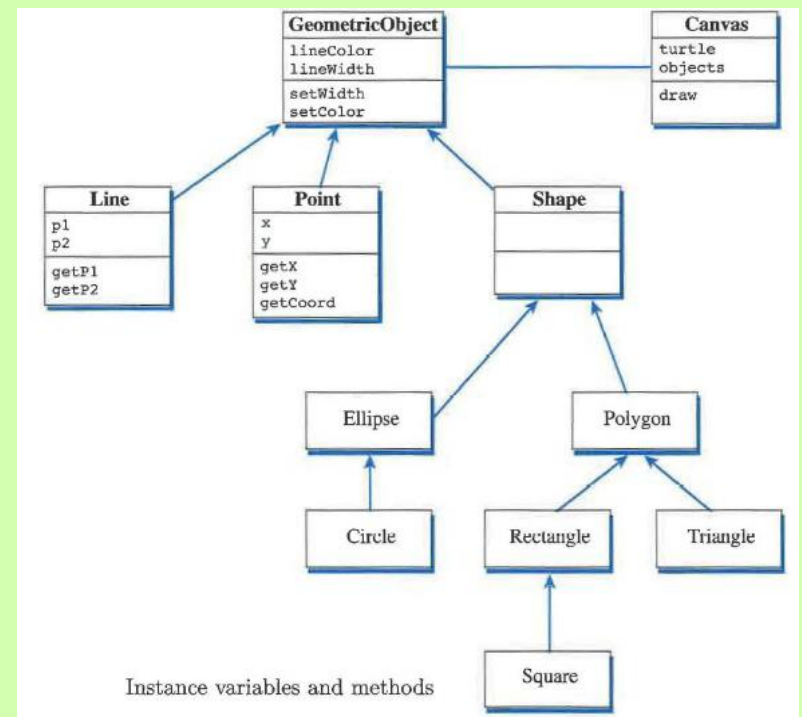 GeometricObject
lineColor
lineWidth
setWidth
setColor
Canvas
turtle
objects
draw
Line
p1
p2
getP1
getP2
Point
x
y
getX
getY
getCoord
Shape
Ellipse
Polygon
Circle
Rectangle
Triangle
Square
Instance variables and methods